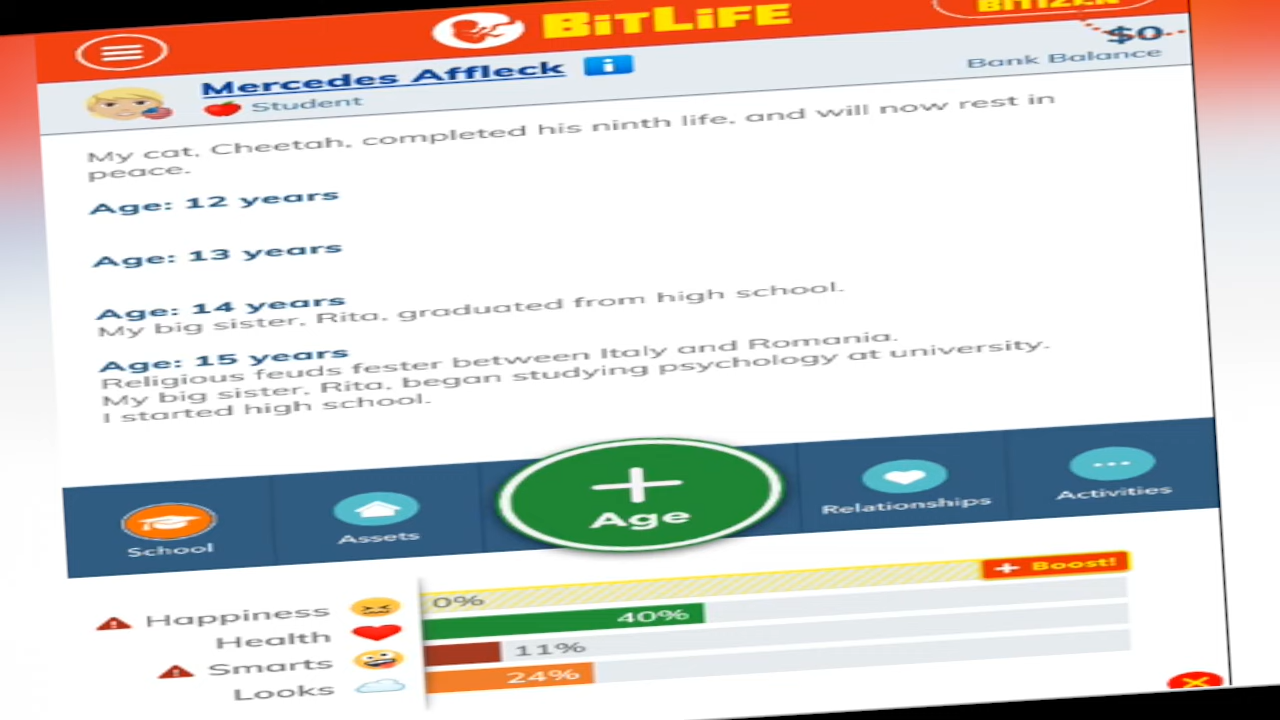 BiTLiFE
BITIZEN
Mercedes Affleck
$0
Student
Bank Balance
My cat, Cheetah, completed his ninth life, and will now rest in
peace.
Age: 12 years
Age: 13 years
Age: 14 years
My big sister, Rita, graduated from high school.
Age: 15 years
Religious feuds fester between Italy and Romania.
My big sister, Rita, began studying psychology at university.
I started high school.
School
Assets
Age
Relationships
Activities
Happiness
0%
Boost!
Health
40%
Smarts
11%
Looks
24%